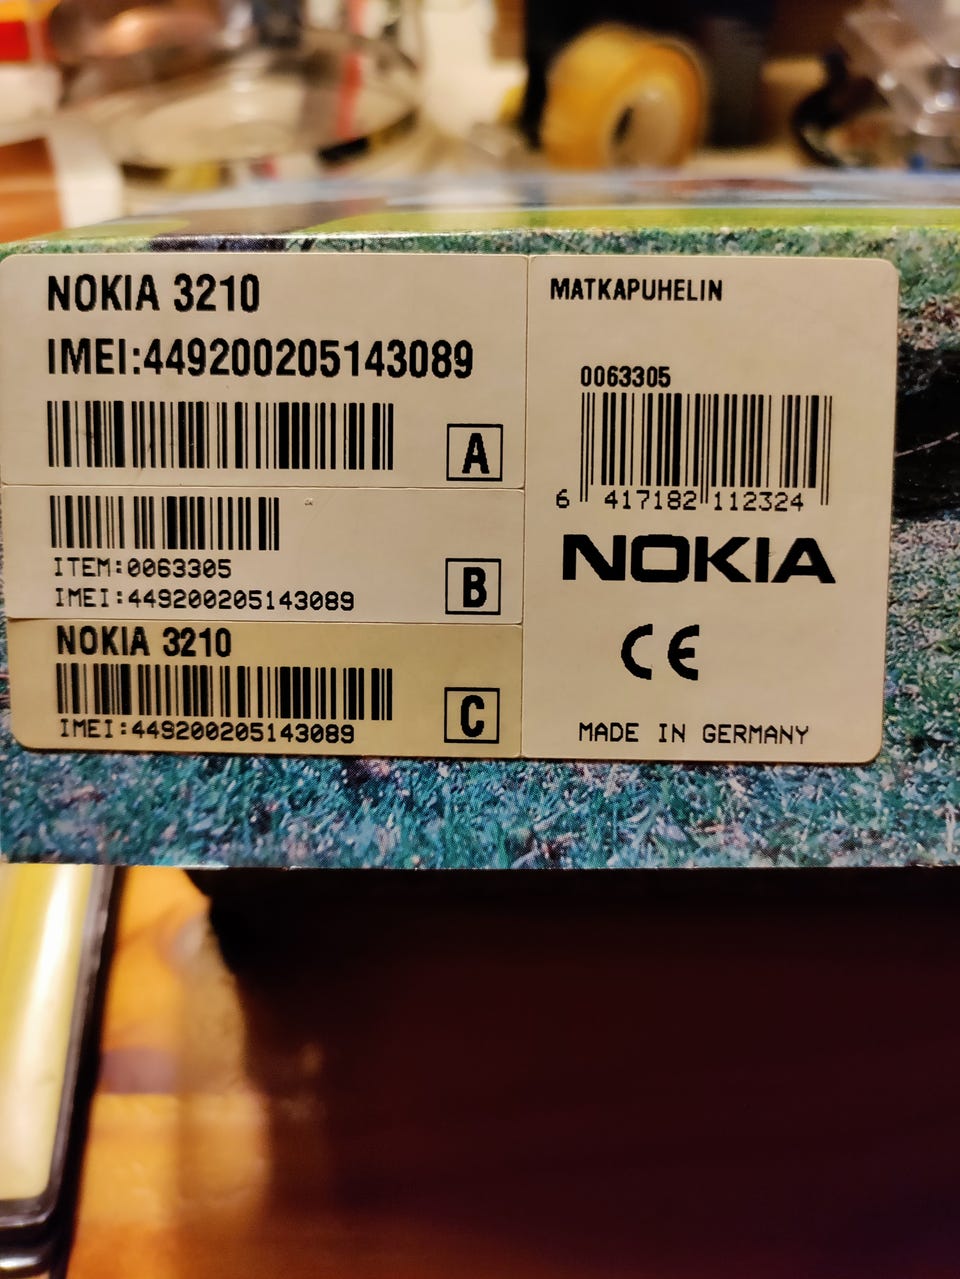 NOKIA 3210
IMEI:449200205143089
A
ITEM:0063305
IMEI:449200205143089
B
NOKIA 3210
IMEI:449200205143089
C
MATKAPUHELIN
0063305
6 417182 112324
NOKIA
CE
MADE IN GERMANY